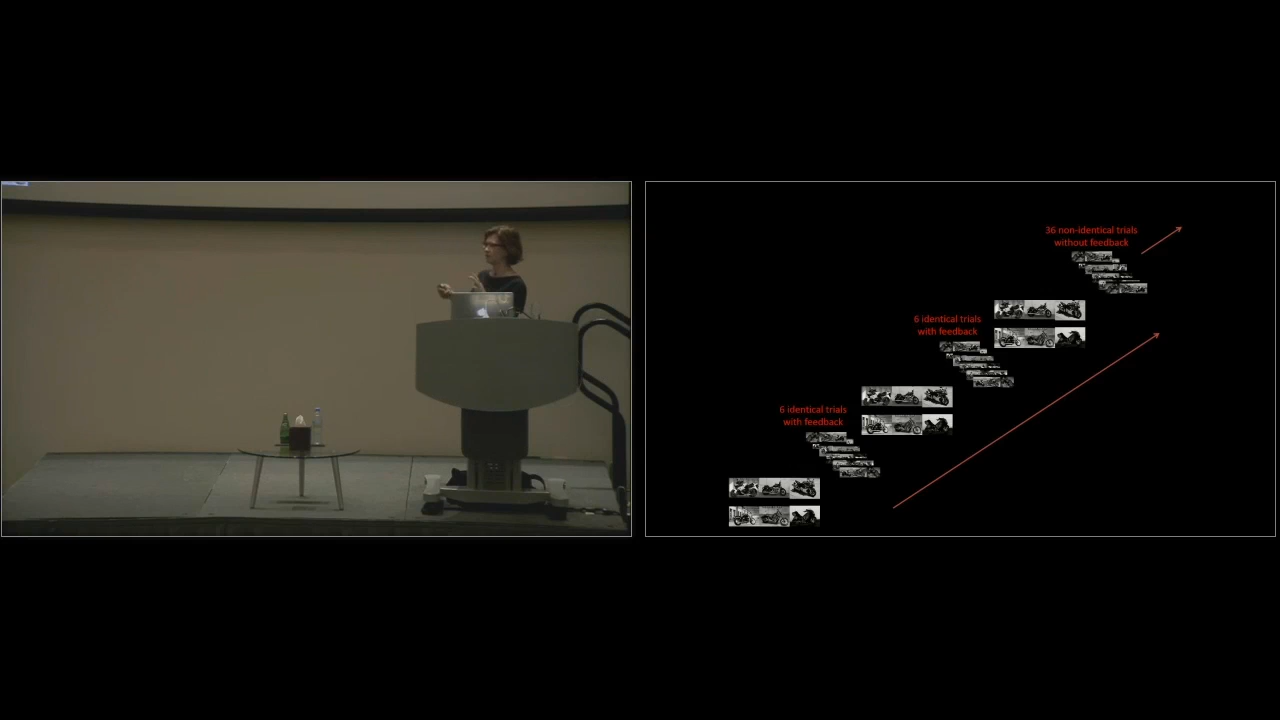 36 non-identical trials
without feedback
6 identical trials
with feedback
6 identical trials
with feedback